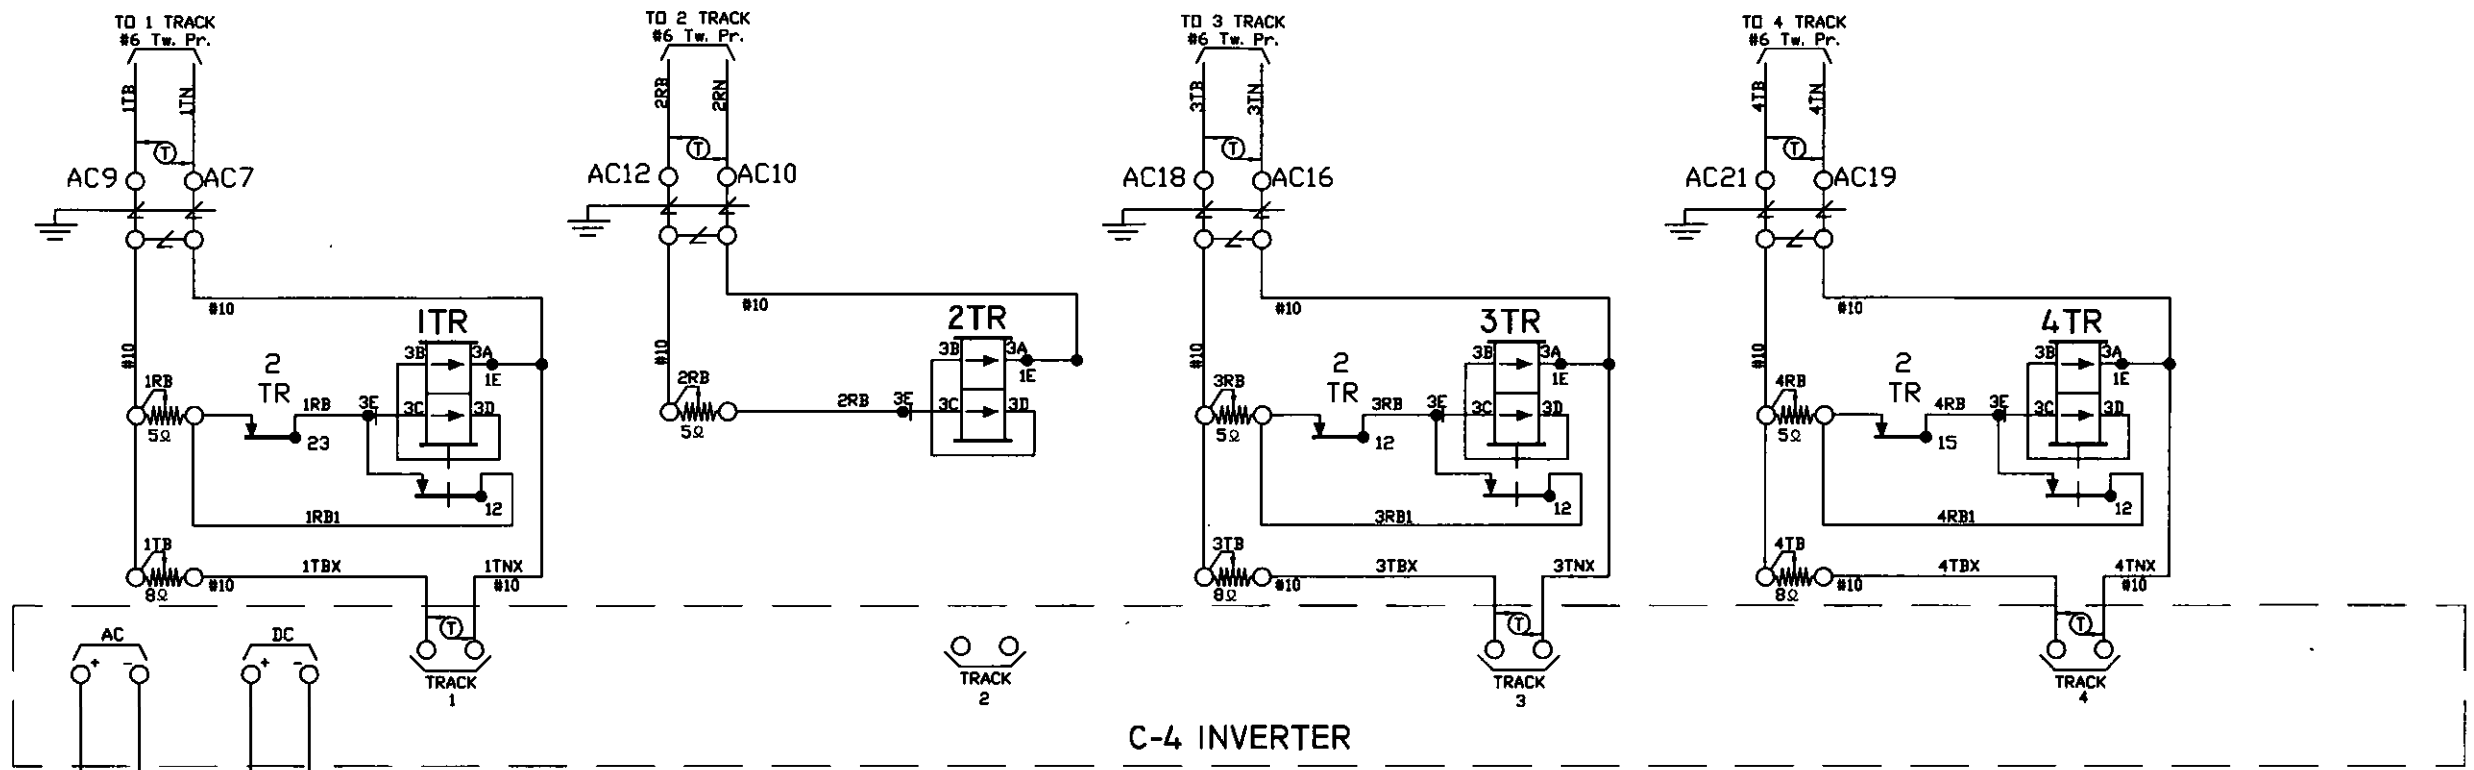 TO 1 TRACK
#6 Tw. Pr.
TO 2 TRACK
#6 Tw. Pr.
TO 3 TRACK
#6 Tw. Pr.
TO 4 TRACK
#6 Tw. Pr.
1TB
1TN
2RB
2RN
3TB
3TN
4TB
4TN
T
T
T
T
AC9
AC7
AC12
AC10
AC18
AC16
AC21
AC19
#10
#10
#10
#10
1TR
2TR
3TR
4TR
#10
#10
#10
#10
2
TR
3B
3A
1E
1RB
5Ω
23
1RB
3E
3C
3D
12
1RB1
3B
3A
1E
2RB
5Ω
2RB
3E
3C
3D
2
TR
3B
3A
1E
3RB
5Ω
12
3RB
3E
3C
3D
12
3RB1
2
TR
3B
3A
1E
4RB
5Ω
15
4RB
3E
3C
3D
12
4RB1
1TB
8Ω
#10
1TBX
1TNX
#10
3TB
8Ω
#10
3TBX
3TNX
4TB
8Ω
#10
4TBX
4TNX
#10
AC
+ -
DC
+ -
T
TRACK
1
TRACK
2
T
TRACK
3
T
TRACK
4
C-4 INVERTER